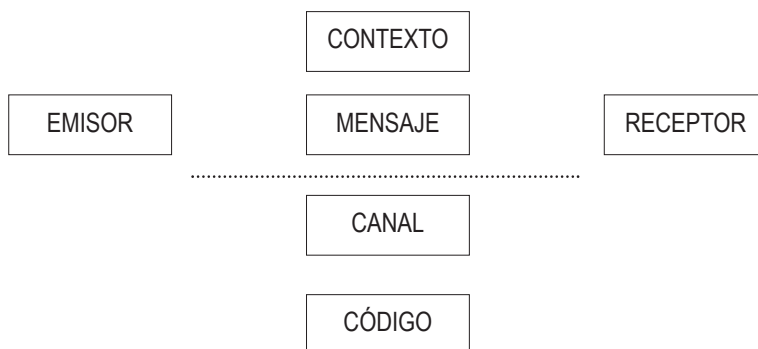 CONTEXTO
EMISOR
MENSAJE
RECEPTOR
CANAL
CÓDIGO